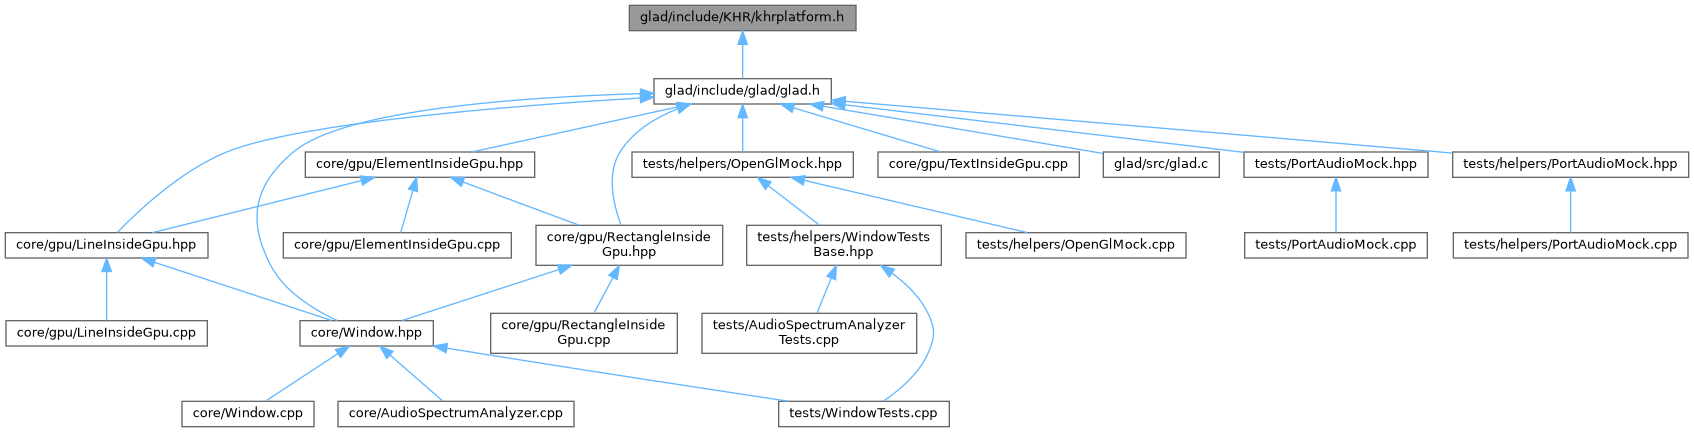 glad/include/KHR/khrplatform.h
glad/include/glad/glad.h
core/gpu/ElementInsideGpu.hpp
tests/helpers/OpenGlMock.hpp
core/gpu/TextInsideGpu.cpp
glad/src/glad.c
tests/PortAudioMock.hpp
tests/helpers/PortAudioMock.hpp
core/gpu/LineInsideGpu.hpp
core/gpu/ElementInsideGpu.cpp
core/gpu/RectangleInside
Gpu.hpp
tests/helpers/WindowTests
Base.hpp
tests/helpers/OpenGlMock.cpp
tests/PortAudioMock.cpp
tests/helpers/PortAudioMock.cpp
core/gpu/LineInsideGpu.cpp
core/Window.hpp
core/gpu/RectangleInside
Gpu.cpp
tests/AudioSpectrumAnalyzer
Tests.cpp
core/Window.cpp
core/AudioSpectrumAnalyzer.cpp
tests/WindowTests.cpp